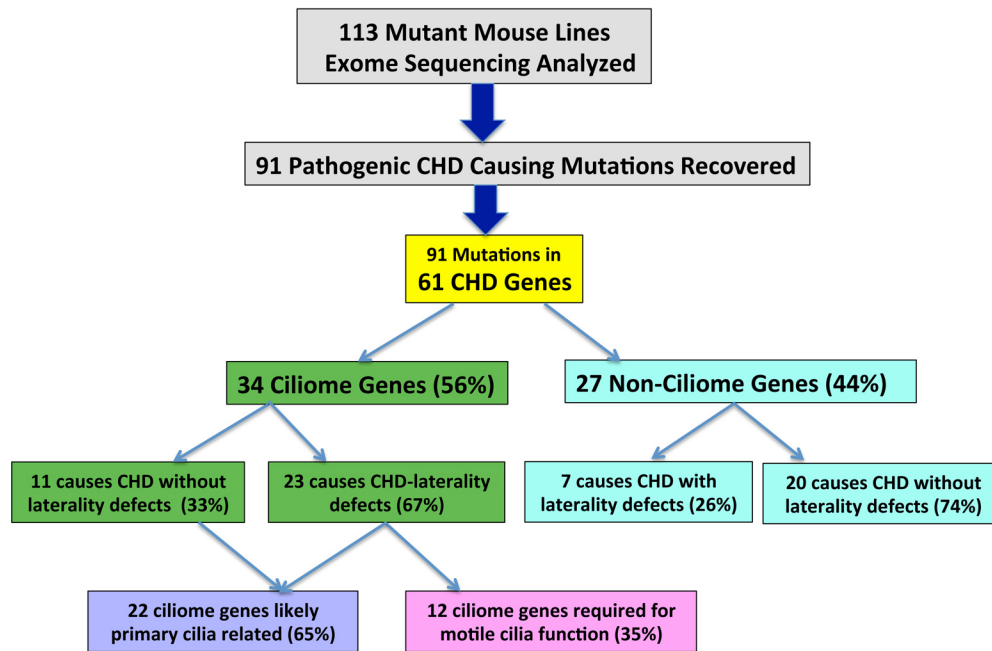 113 Mutant Mouse Lines
Exome Sequencing Analyzed
91 Pathogenic CHD Causing Mutations Recovered
91 Mutations in
61 CHD Genes
34 Ciliome Genes (56%)
27 Non-Ciliome Genes (44%)
11 causes CHD without
laterality defects (33%)
23 causes CHD-laterality
defects (67%)
7 causes CHD with
laterality defects (26%)
20 causes CHD without
laterality defects (74%)
22 ciliome genes likely
primary cilia related (65%)
12 ciliome genes required for
motile cilia function (35%)